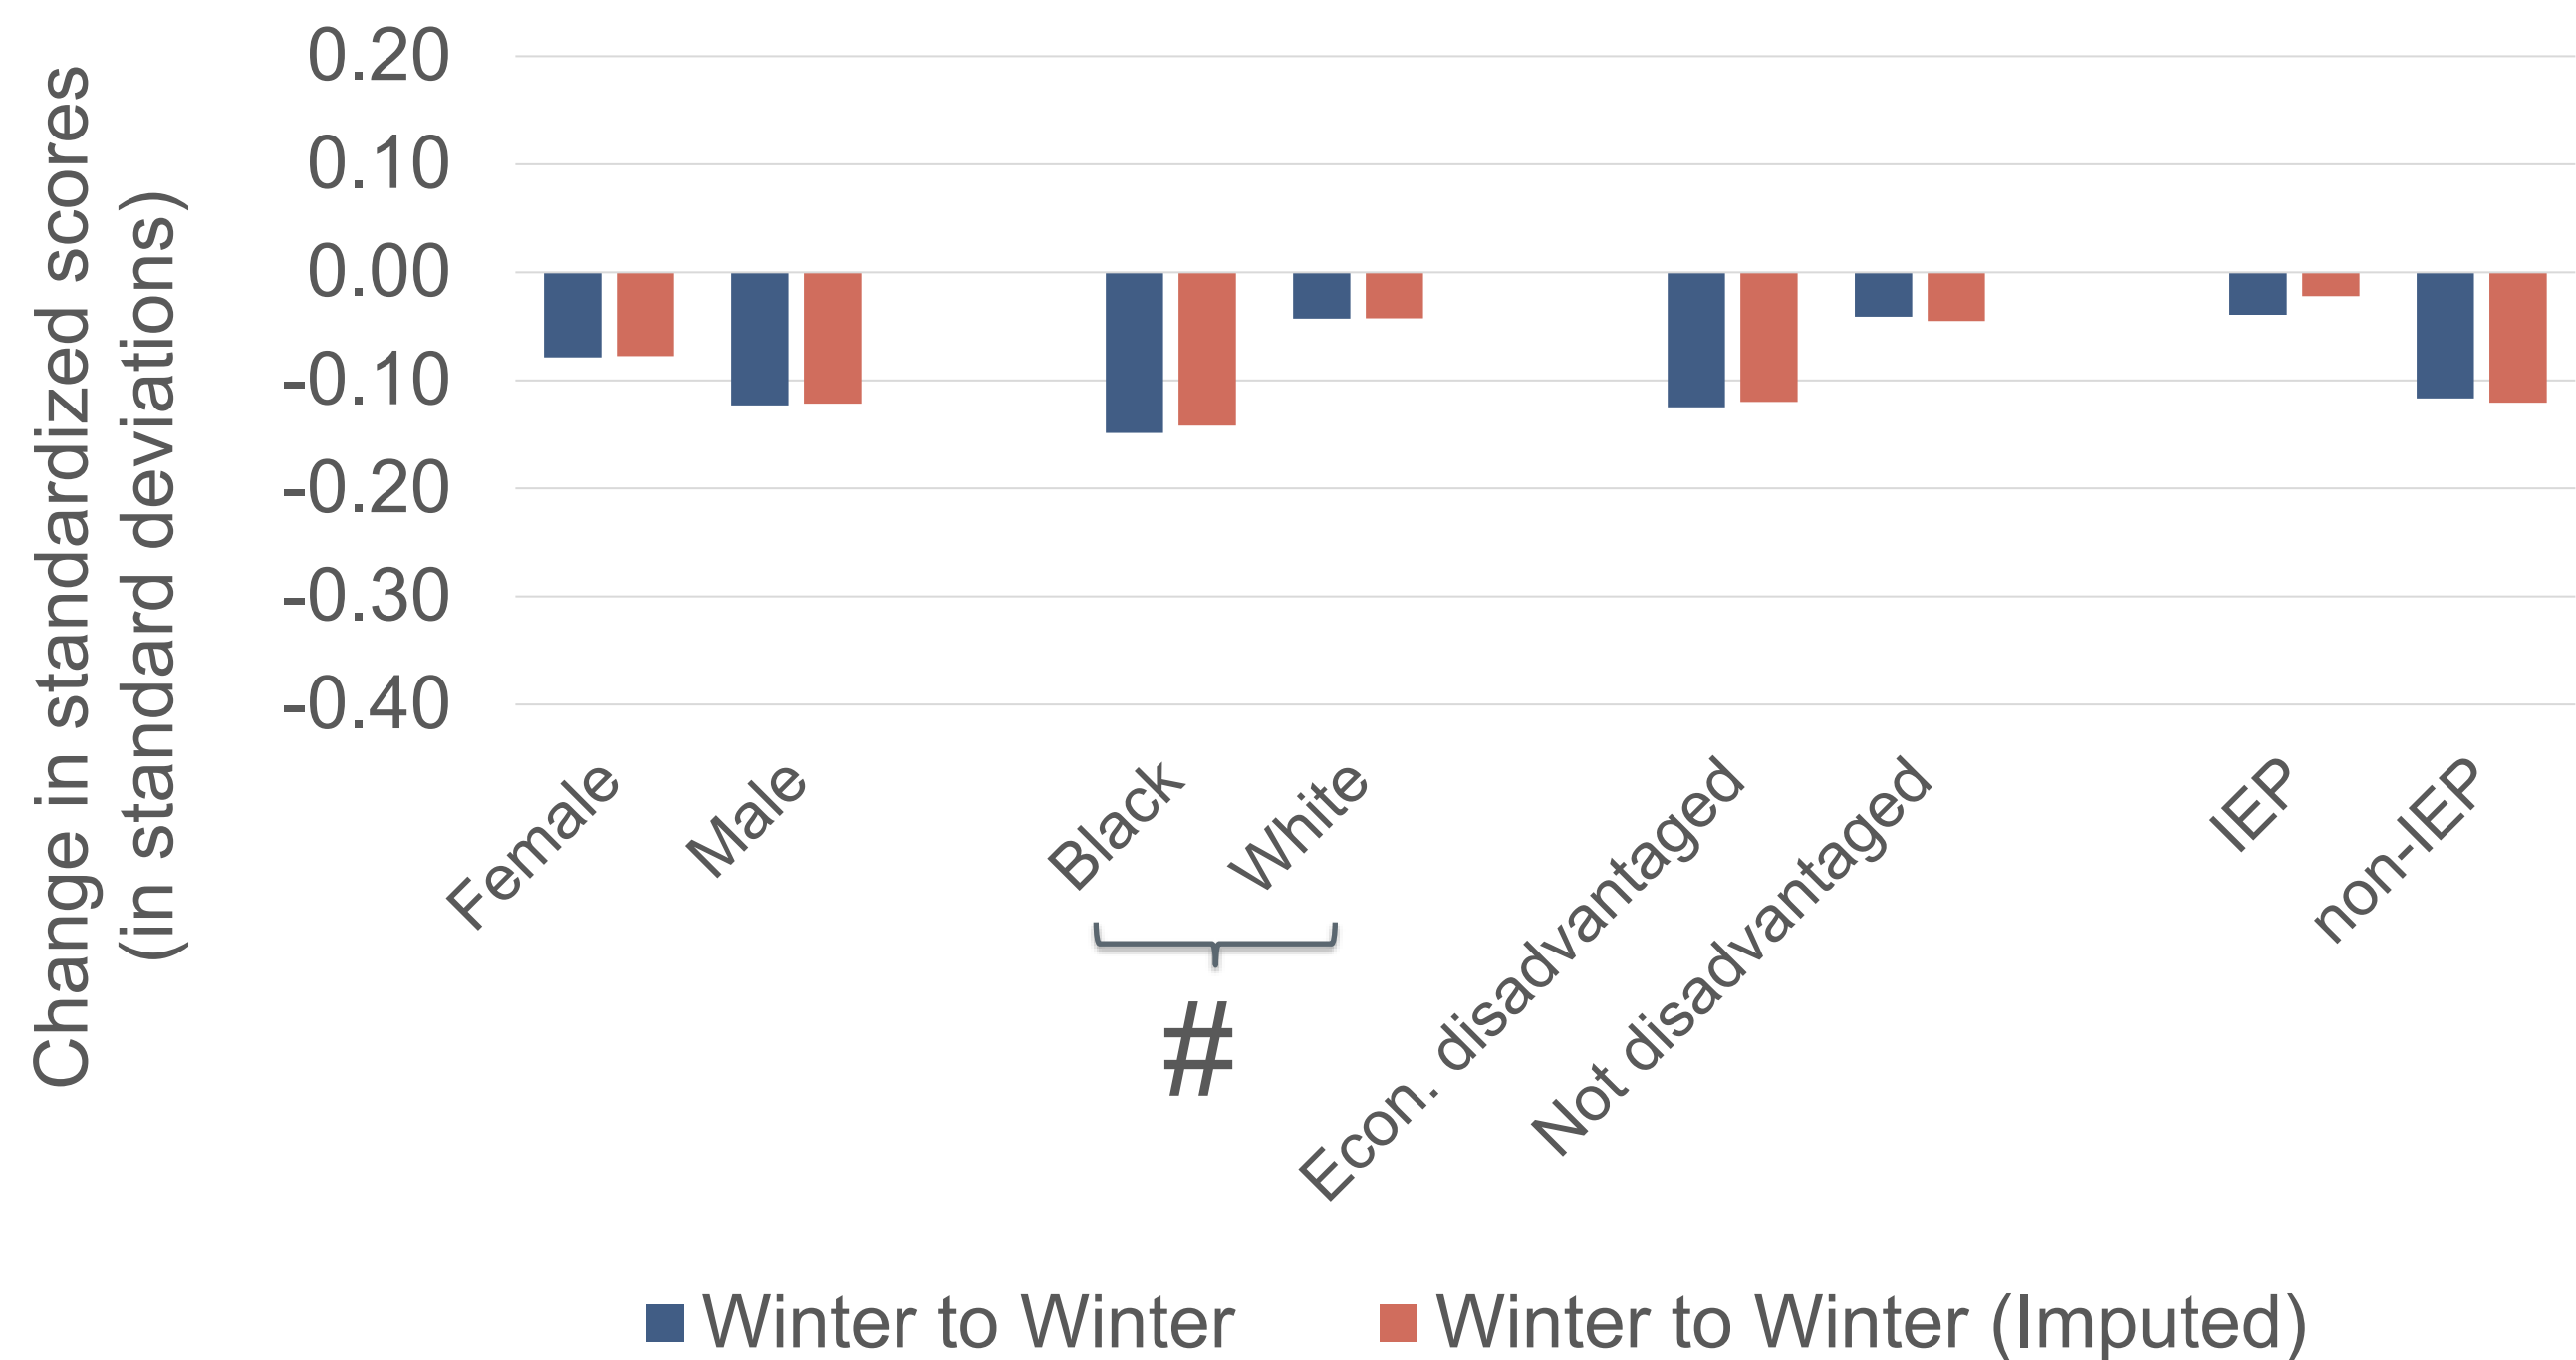 Change in standardized scores
(in standard deviations)
0.20
0.10
0.00
-0.10
-0.20
-0.30
-0.40
Female
Male
Black
White
Econ. disadvantaged
Not disadvantaged
IEP
non-IEP
#
Winter to Winter
Winter to Winter (Imputed)